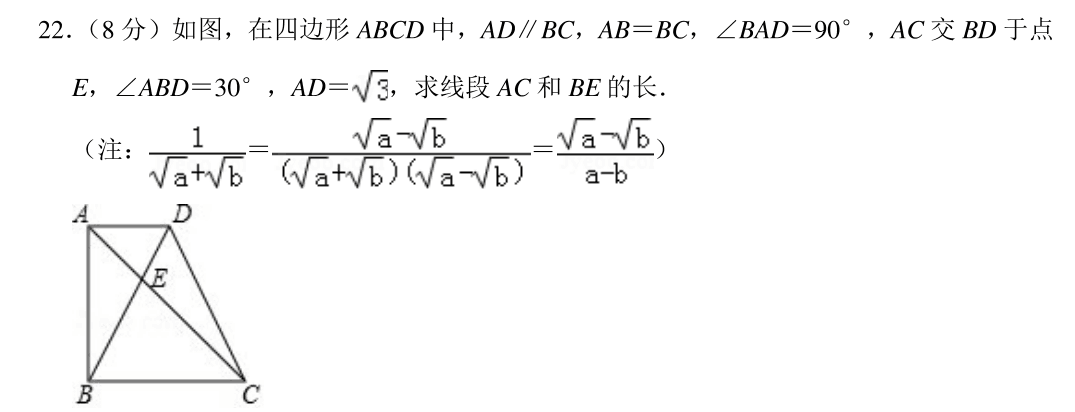 22．（8 分）如图，在四边形 ABCD 中，AD∥BC，AB＝BC，∠BAD＝90°，AC 交 BD 于点
E，∠ABD＝30°，AD＝√3，求线段 AC 和 BE 的长．
（注：1/(√a+√b)=(√a-√b)/((√a+√b)(√a-√b))=(√a-√b)/(a-b)）
A D
E
B C